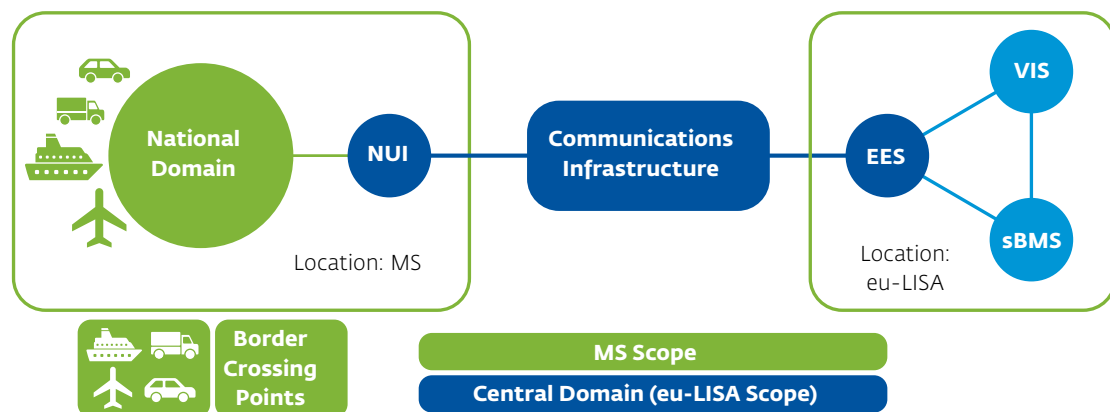 National
Domain
NUI
Location: MS
Communications
Infrastructure
VIS
EES
sBMS
Location:
eu-LISA
Border
Crossing
Points
MS Scope
Central Domain (eu-LISA Scope)